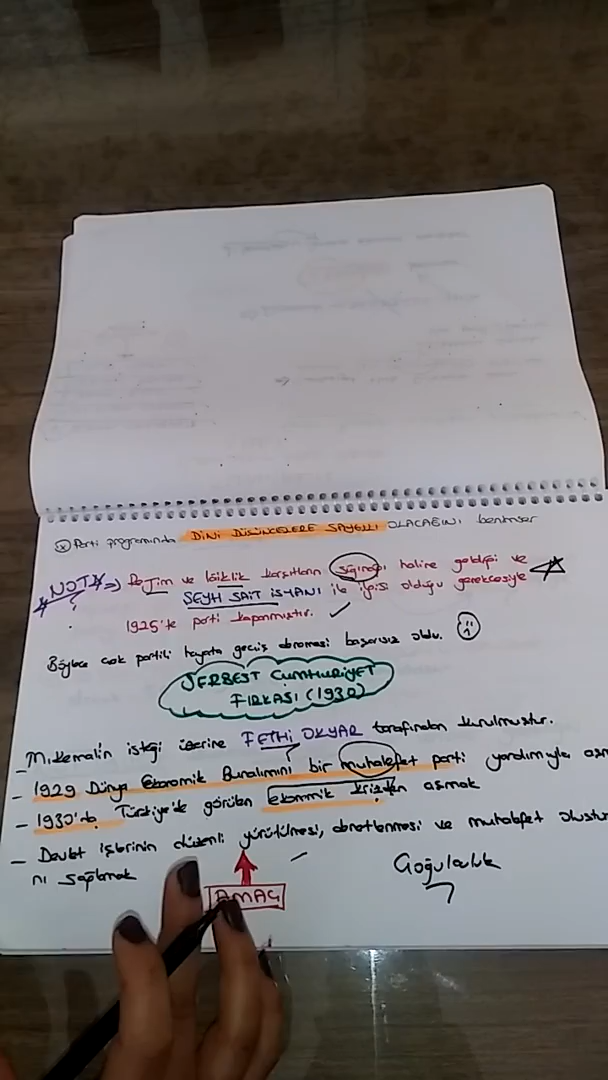 Parti programında DİNİ DÜŞÜNCELERE SAYGILI OLACAĞINI benimser
NOT => Rejim ve laiklik karşıtların sığınağı haline geldiği ve
ŞEYH SAİT İSYANI ile ilgisi olduğu gerekçesiyle
1925'te parti kapanmıştır.
Böylece çok partili hayata geçiş denemesi başarısız oldu.
SERBEST CUMHURİYET
FIRKASI (1930)
- M.Kemal'in isteği üzerine FETHİ OKYAR tarafından kurulmuştur.
- 1929 Dünya Ekonomik Bunalımını bir muhalefet parti yardımıyla
- 1930'da Türkiye'de görülen ekonomik krizden aşmak
- Devlet işlerinin düzenli yürütülmesi, denetlenmesi ve muhalefet
nı sağlamak
Çoğulculuk
AMAÇ